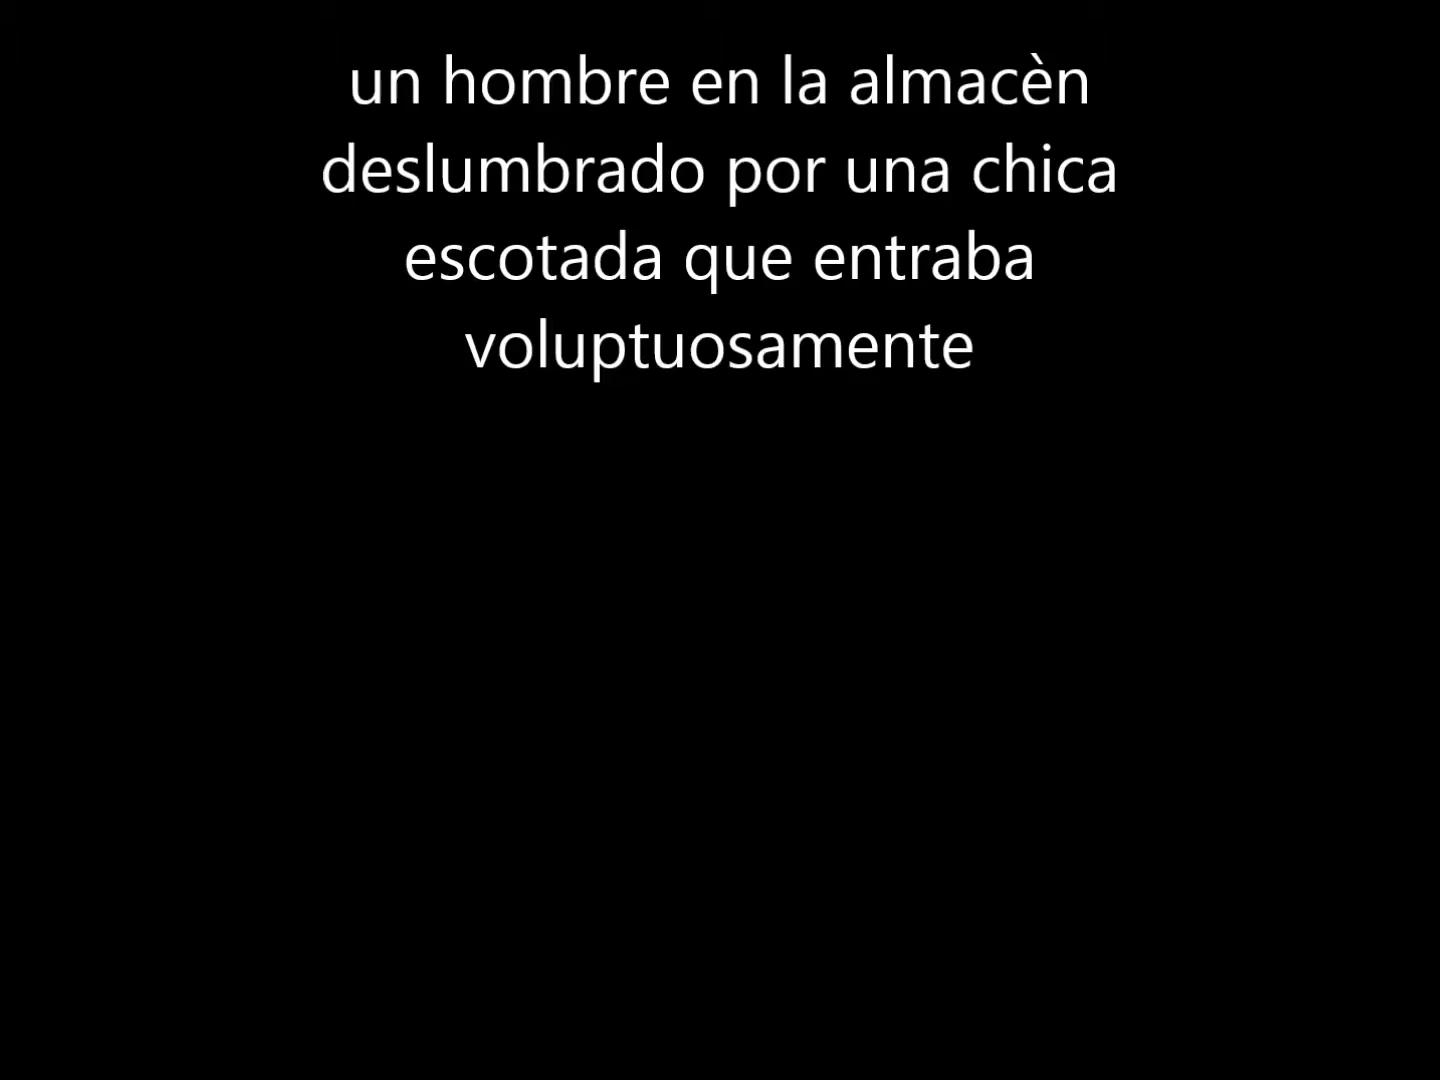 un hombre en la almacèn
deslumbrado por una chica
escotada que entraba
voluptuosamente